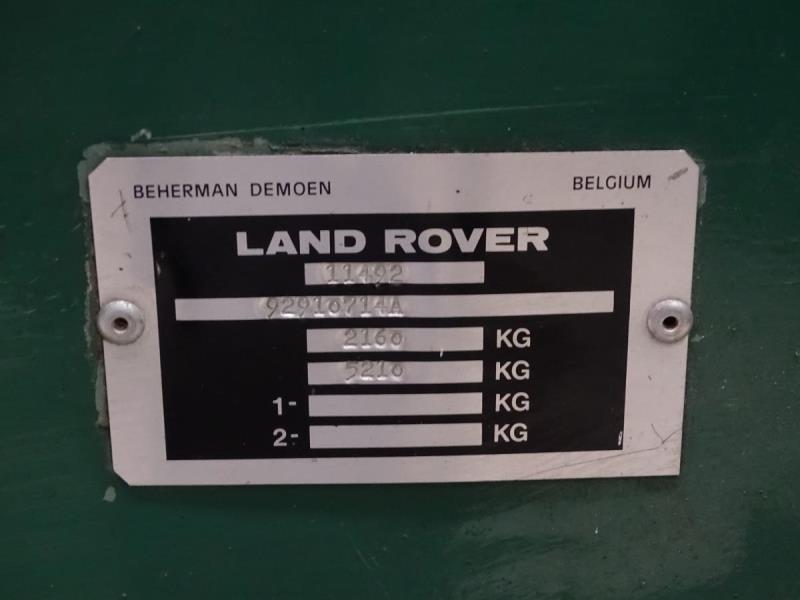 BEHERMAN DEMOEN BELGIUM
LAND ROVER
11492
92910714A
2160 KG
5210 KG
1- KG
2- KG